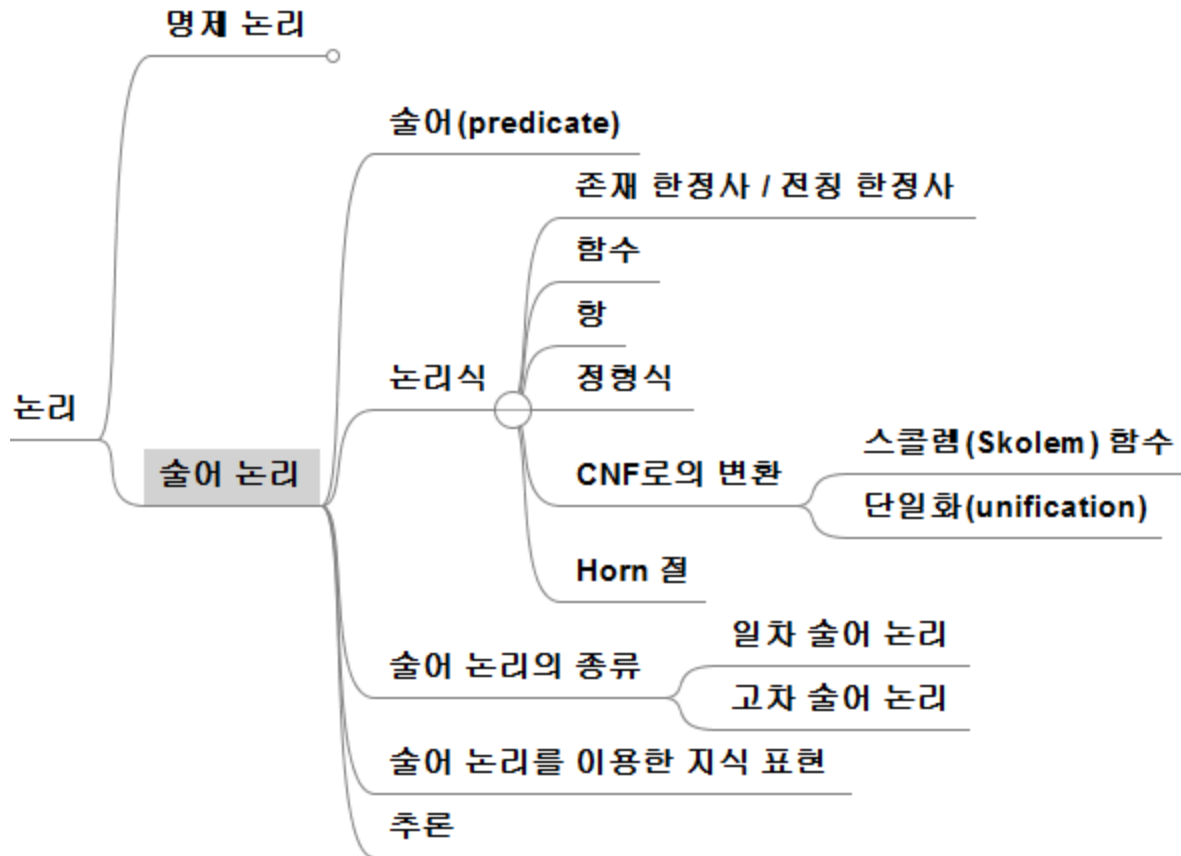 명제 논리
술어(predicate)
존재 한정사 / 전칭 한정사
함수
항
논리식
정형식
논리
스콜렘(Skolem) 함수
술어 논리
CNF로의 변환
단일화(unification)
Horn 절
일차 술어 논리
술어 논리의 종류
고차 술어 논리
술어 논리를 이용한 지식 표현
추론